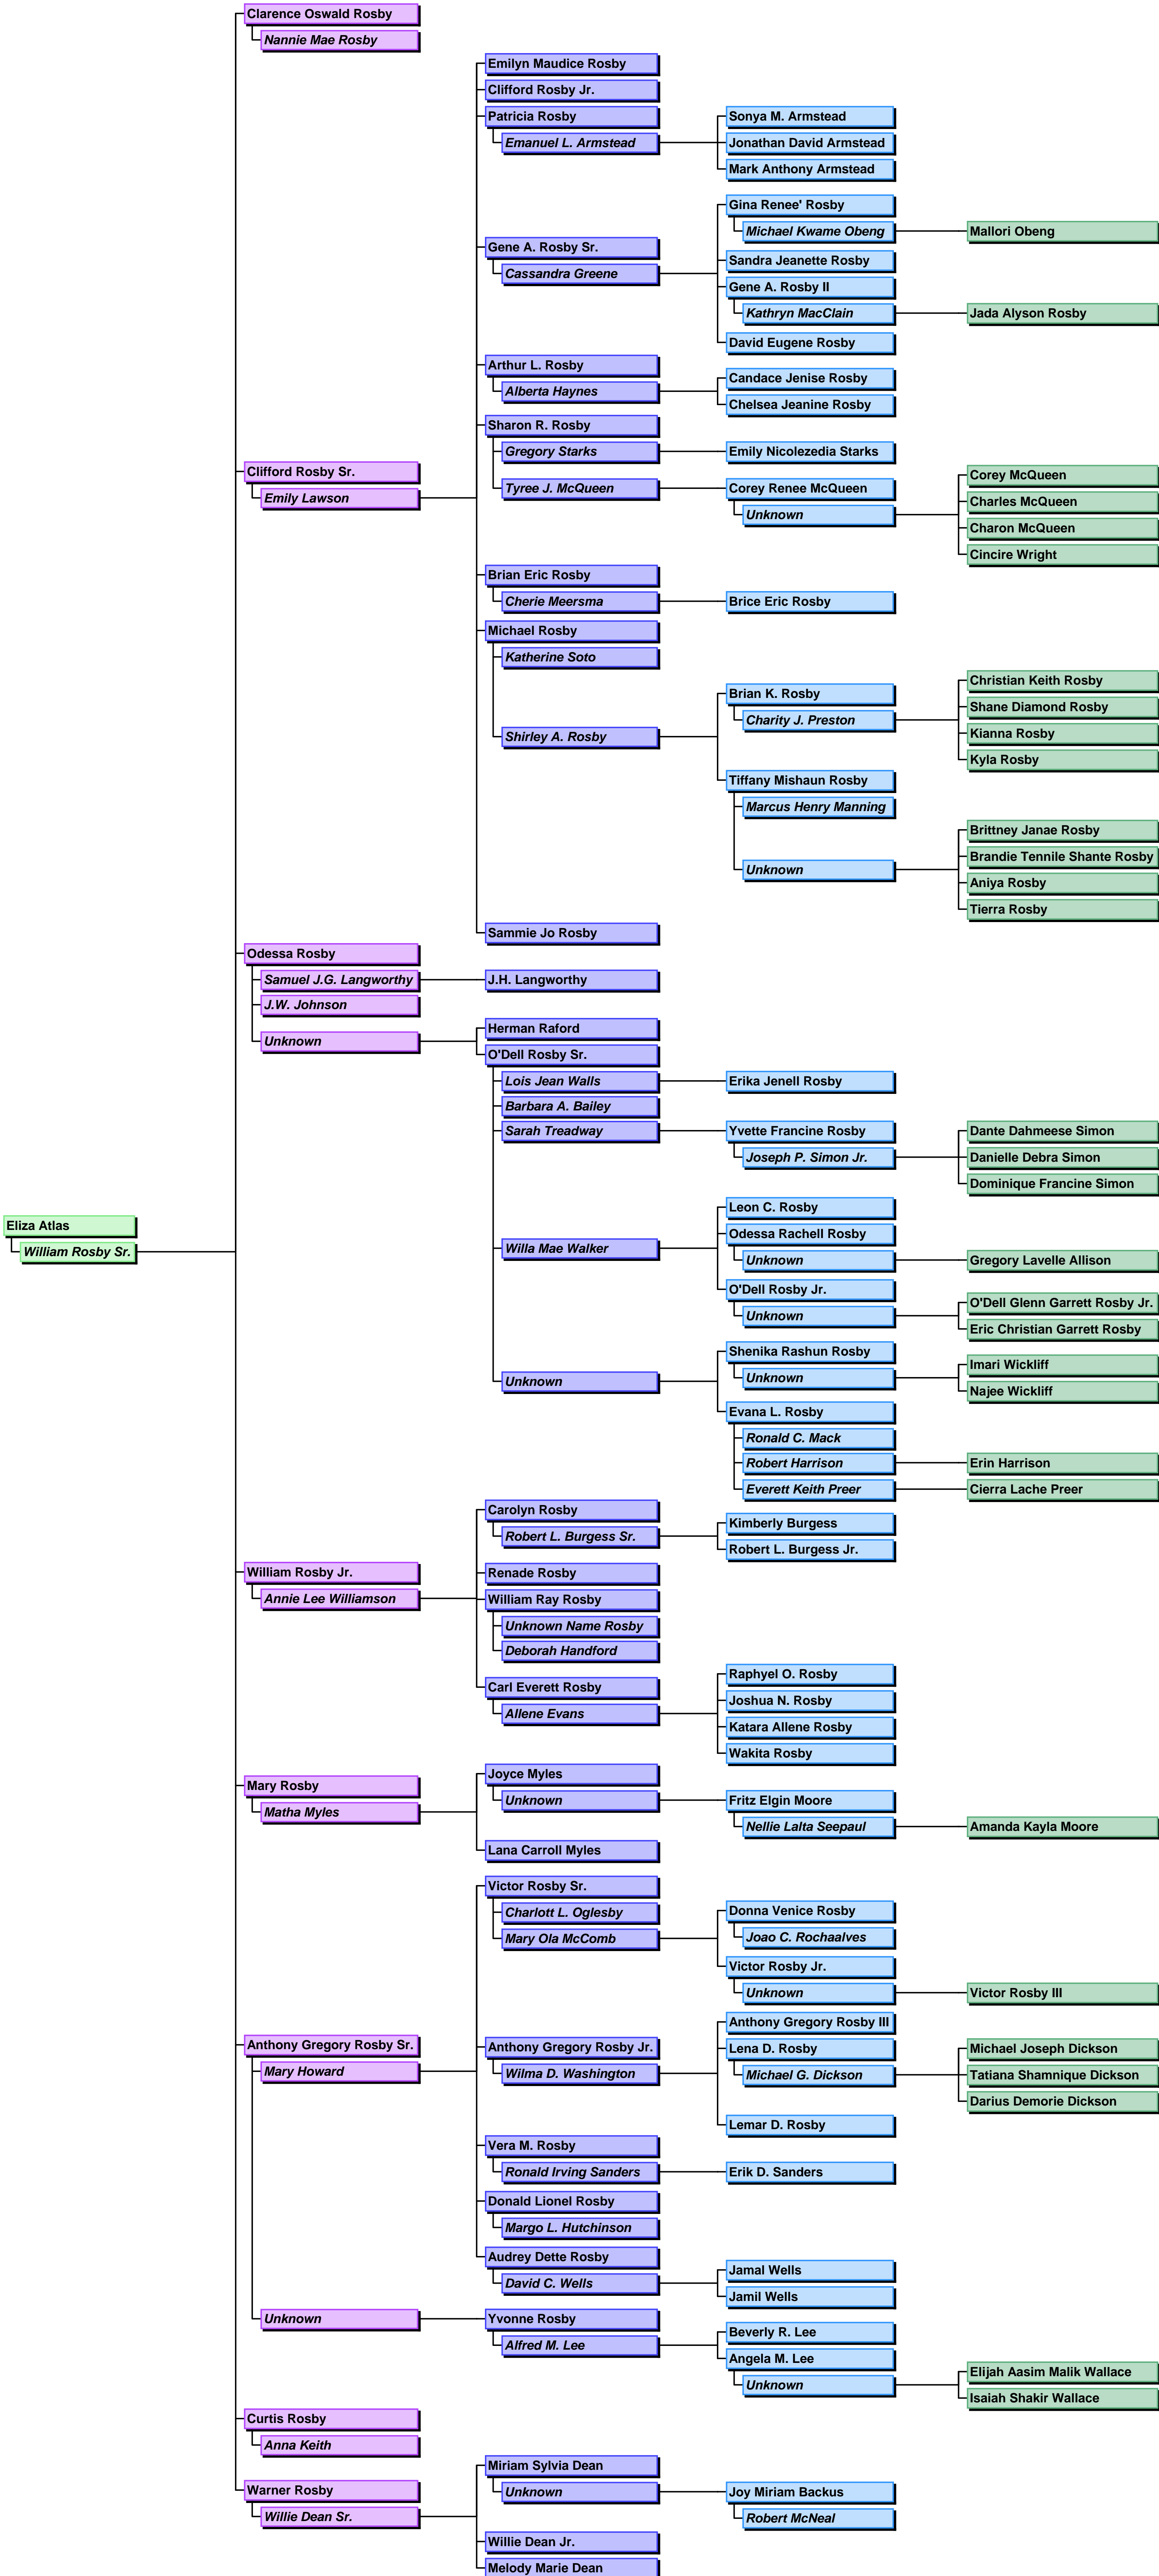 Clarence Oswald Rosby
Nannie Mae Rosby
Emilyn Maudice Rosby
Clifford Rosby Jr.
Patricia Rosby
Sonya M. Armstead
Emanuel L. Armstead
Jonathan David Armstead
Mark Anthony Armstead
Gina Renee' Rosby
Michael Kwame Obeng
Mallori Obeng
Gene A. Rosby Sr.
Sandra Jeanette Rosby
Cassandra Greene
Gene A. Rosby II
Kathryn MacClain
Jada Alyson Rosby
David Eugene Rosby
Arthur L. Rosby
Candace Jenise Rosby
Alberta Haynes
Chelsea Jeanine Rosby
Sharon R. Rosby
Gregory Starks
Emily Nicolezedia Starks
Clifford Rosby Sr.
Corey McQueen
Tyree J. McQueen
Corey Renee McQueen
Emily Lawson
Charles McQueen
Unknown
Charon McQueen
Cincire Wright
Brian Eric Rosby
Cherie Meersma
Brice Eric Rosby
Michael Rosby
Katherine Soto
Christian Keith Rosby
Brian K. Rosby
Shane Diamond Rosby
Charity J. Preston
Shirley A. Rosby
Kianna Rosby
Kyla Rosby
Tiffany Mishaun Rosby
Marcus Henry Manning
Brittney Janae Rosby
Brandie Tennile Shante Rosby
Unknown
Aniya Rosby
Tierra Rosby
Sammie Jo Rosby
Odessa Rosby
Samuel J.G. Langworthy
J.H. Langworthy
J.W. Johnson
Herman Raford
Unknown
O'Dell Rosby Sr.
Lois Jean Walls
Erika Jenell Rosby
Barbara A. Bailey
Sarah Treadway
Yvette Francine Rosby
Dante Dahmeese Simon
Joseph P. Simon Jr.
Danielle Debra Simon
Dominique Francine Simon
Leon C. Rosby
Eliza Atlas
Odessa Rachell Rosby
Willa Mae Walker
William Rosby Sr.
Unknown
Gregory Lavelle Allison
O'Dell Rosby Jr.
O'Dell Glenn Garrett Rosby Jr.
Unknown
Eric Christian Garrett Rosby
Shenika Rashun Rosby
Imari Wickliff
Unknown
Unknown
Najee Wickliff
Evana L. Rosby
Ronald C. Mack
Robert Harrison
Erin Harrison
Everett Keith Preer
Cierra Lache Preer
Carolyn Rosby
Kimberly Burgess
Robert L. Burgess Sr.
Robert L. Burgess Jr.
William Rosby Jr.
Renade Rosby
Annie Lee Williamson
William Ray Rosby
Unknown Name Rosby
Deborah Handford
Raphyel O. Rosby
Carl Everett Rosby
Joshua N. Rosby
Allene Evans
Katara Allene Rosby
Wakita Rosby
Joyce Myles
Mary Rosby
Unknown
Fritz Elgin Moore
Matha Myles
Nellie Lalta Seepaul
Amanda Kayla Moore
Lana Carroll Myles
Victor Rosby Sr.
Charlott L. Oglesby
Donna Venice Rosby
Mary Ola McComb
Joao C. Rochaalves
Victor Rosby Jr.
Unknown
Victor Rosby III
Anthony Gregory Rosby III
Anthony Gregory Rosby Sr.
Anthony Gregory Rosby Jr.
Lena D. Rosby
Michael Joseph Dickson
Mary Howard
Wilma D. Washington
Michael G. Dickson
Tatiana Shamnique Dickson
Darius Demorie Dickson
Lemar D. Rosby
Vera M. Rosby
Ronald Irving Sanders
Erik D. Sanders
Donald Lionel Rosby
Margo L. Hutchinson
Audrey Dette Rosby
Jamal Wells
David C. Wells
Jamil Wells
Unknown
Yvonne Rosby
Beverly R. Lee
Alfred M. Lee
Angela M. Lee
Elijah Aasim Malik Wallace
Unknown
Isaiah Shakir Wallace
Curtis Rosby
Anna Keith
Miriam Sylvia Dean
Warner Rosby
Unknown
Joy Miriam Backus
Willie Dean Sr.
Robert McNeal
Willie Dean Jr.
Melody Marie Dean